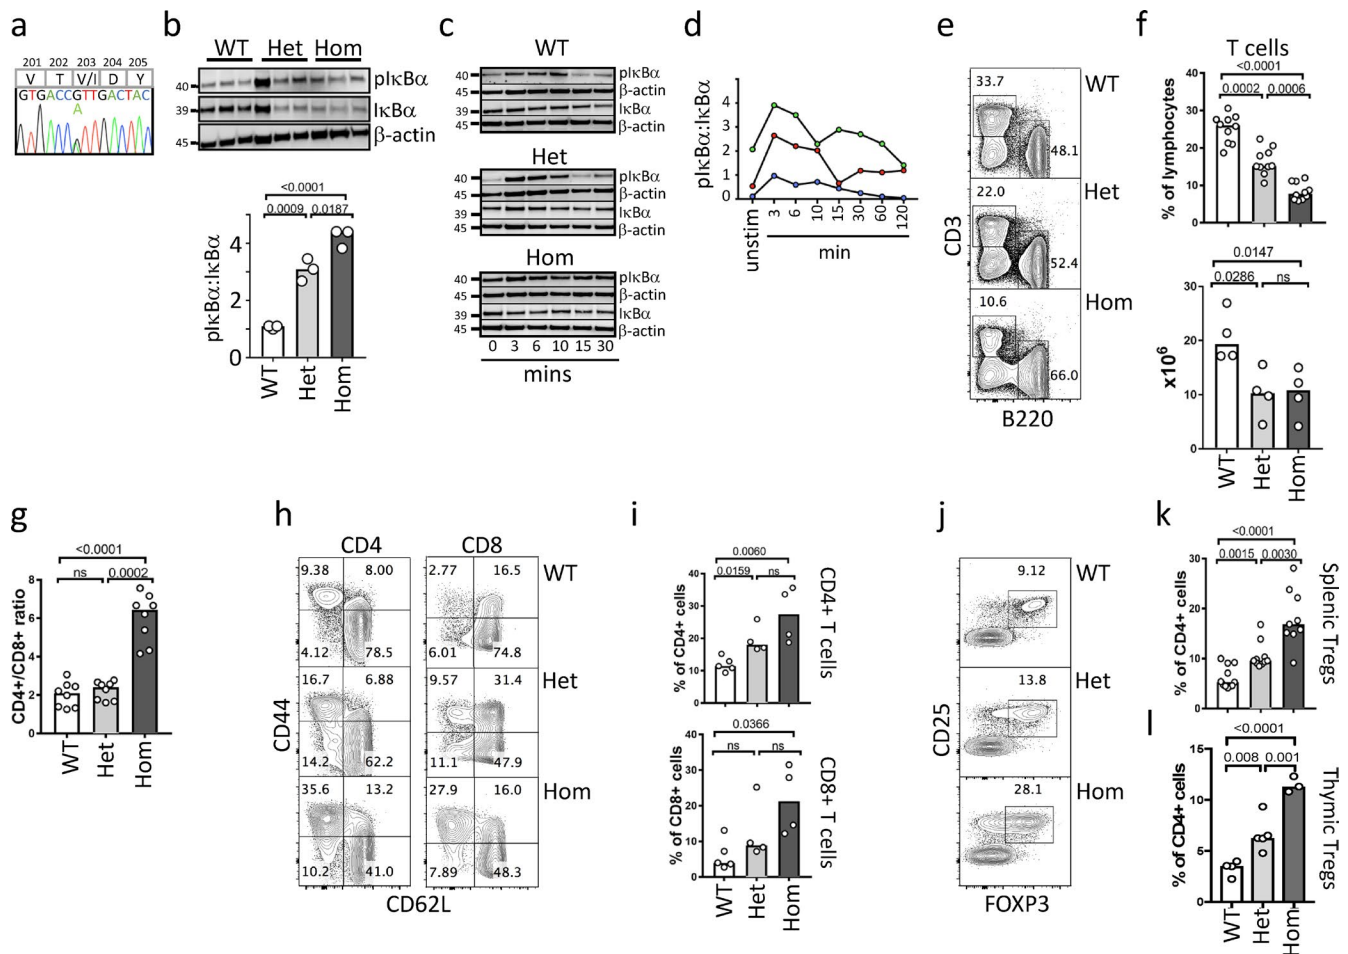 a
201 202 203 204 205
V T V/I D Y
GTGACCGTTGACTAC
A
b
WT Het Hom
40 pIκBα
39 IκBα
45 β-actin
<0.0001
0.0009 0.0187
pIκBα:IκBα
4
2
0
WT
Het
Hom
c
WT
40 pIκBα
45 β-actin
39 IκBα
45 β-actin
Het
40 pIκBα
45 β-actin
39 IκBα
45 β-actin
Hom
40 pIκBα
45 β-actin
39 IκBα
45 β-actin
0 3 6 10 15 30
mins
d
pIκBα:IκBα
4
3
2
1
0
unstim
3
6
10
15
30
60
120
min
e
33.7
WT
48.1
22.0
Het
52.4
10.6
Hom
66.0
CD3
B220
f
T cells
<0.0001
0.0002 0.0006
% of lymphocytes
40
30
20
10
0
0.0147
0.0286 ns
x10⁶
30
20
10
0
WT
Het
Hom
g
<0.0001
ns 0.0002
CD4+/CD8+ ratio
8
6
4
2
0
WT
Het
Hom
h
CD4 CD8
9.38 8.00 2.77 16.5 WT
4.12 78.5 6.01 74.8
16.7 6.88 9.57 31.4 Het
14.2 62.2 11.1 47.9
35.6 13.2 27.9 16.0 Hom
10.2 41.0 7.89 48.3
CD44
CD62L
i
0.0060
0.0159 ns
% of CD4+ cells
40
30
20
10
0
CD4+ T cells
0.0366
ns ns
% of CD8+ cells
40
30
20
10
0
CD8+ T cells
WT
Het
Hom
j
9.12 WT
13.8 Het
28.1 Hom
CD25
FOXP3
k
<0.0001
0.0015 0.0030
% of CD4+ cells
30
20
10
0
Splenic Tregs
l
<0.0001
0.008 0.001
% of CD4+ cells
15
10
5
0
Thymic Tregs
WT
Het
Hom